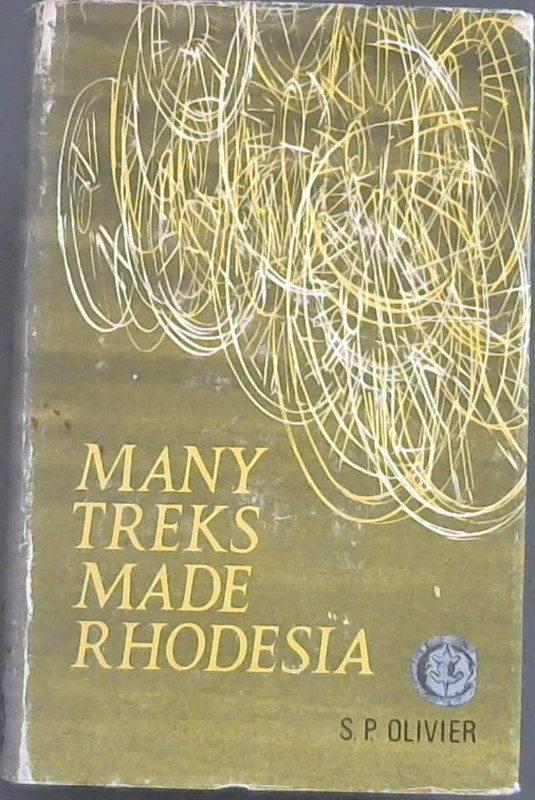 MANY
TREKS
MADE
RHODESIA
S. P. OLIVIER